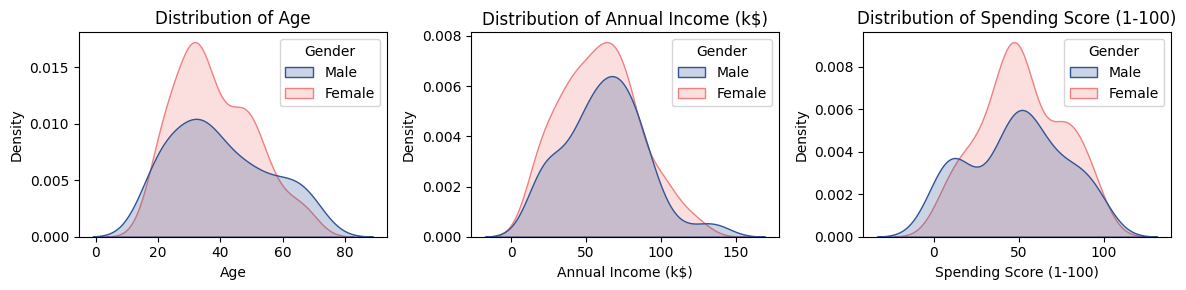 Distribution of Age
Density
0.015
0.010
0.005
0.000
0
20
40
60
80
Age
Gender
Male
Female
Distribution of Annual Income (k$)
Density
0.008
0.006
0.004
0.002
0.000
0
50
100
150
Annual Income (k$)
Gender
Male
Female
Distribution of Spending Score (1-100)
Density
0.008
0.006
0.004
0.002
0.000
0
50
100
Spending Score (1-100)
Gender
Male
Female